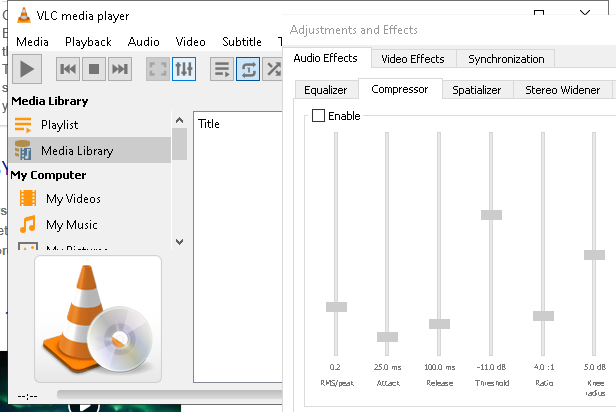 VLC media player
Media Playback Audio Video Subtitle
Media Library
Playlist
Media Library
My Computer
My Videos
My Music
My Pictures
Title
--:--
Adjustments and Effects
Audio Effects Video Effects Synchronization
Equalizer Compressor Spatializer Stereo Widener
Enable
0.2 25.0 ms 100.0 ms -11.0 dB 4.0 :1 5.0 dB
RMS/peak Attack Release Threshold Ratio Knee
radius